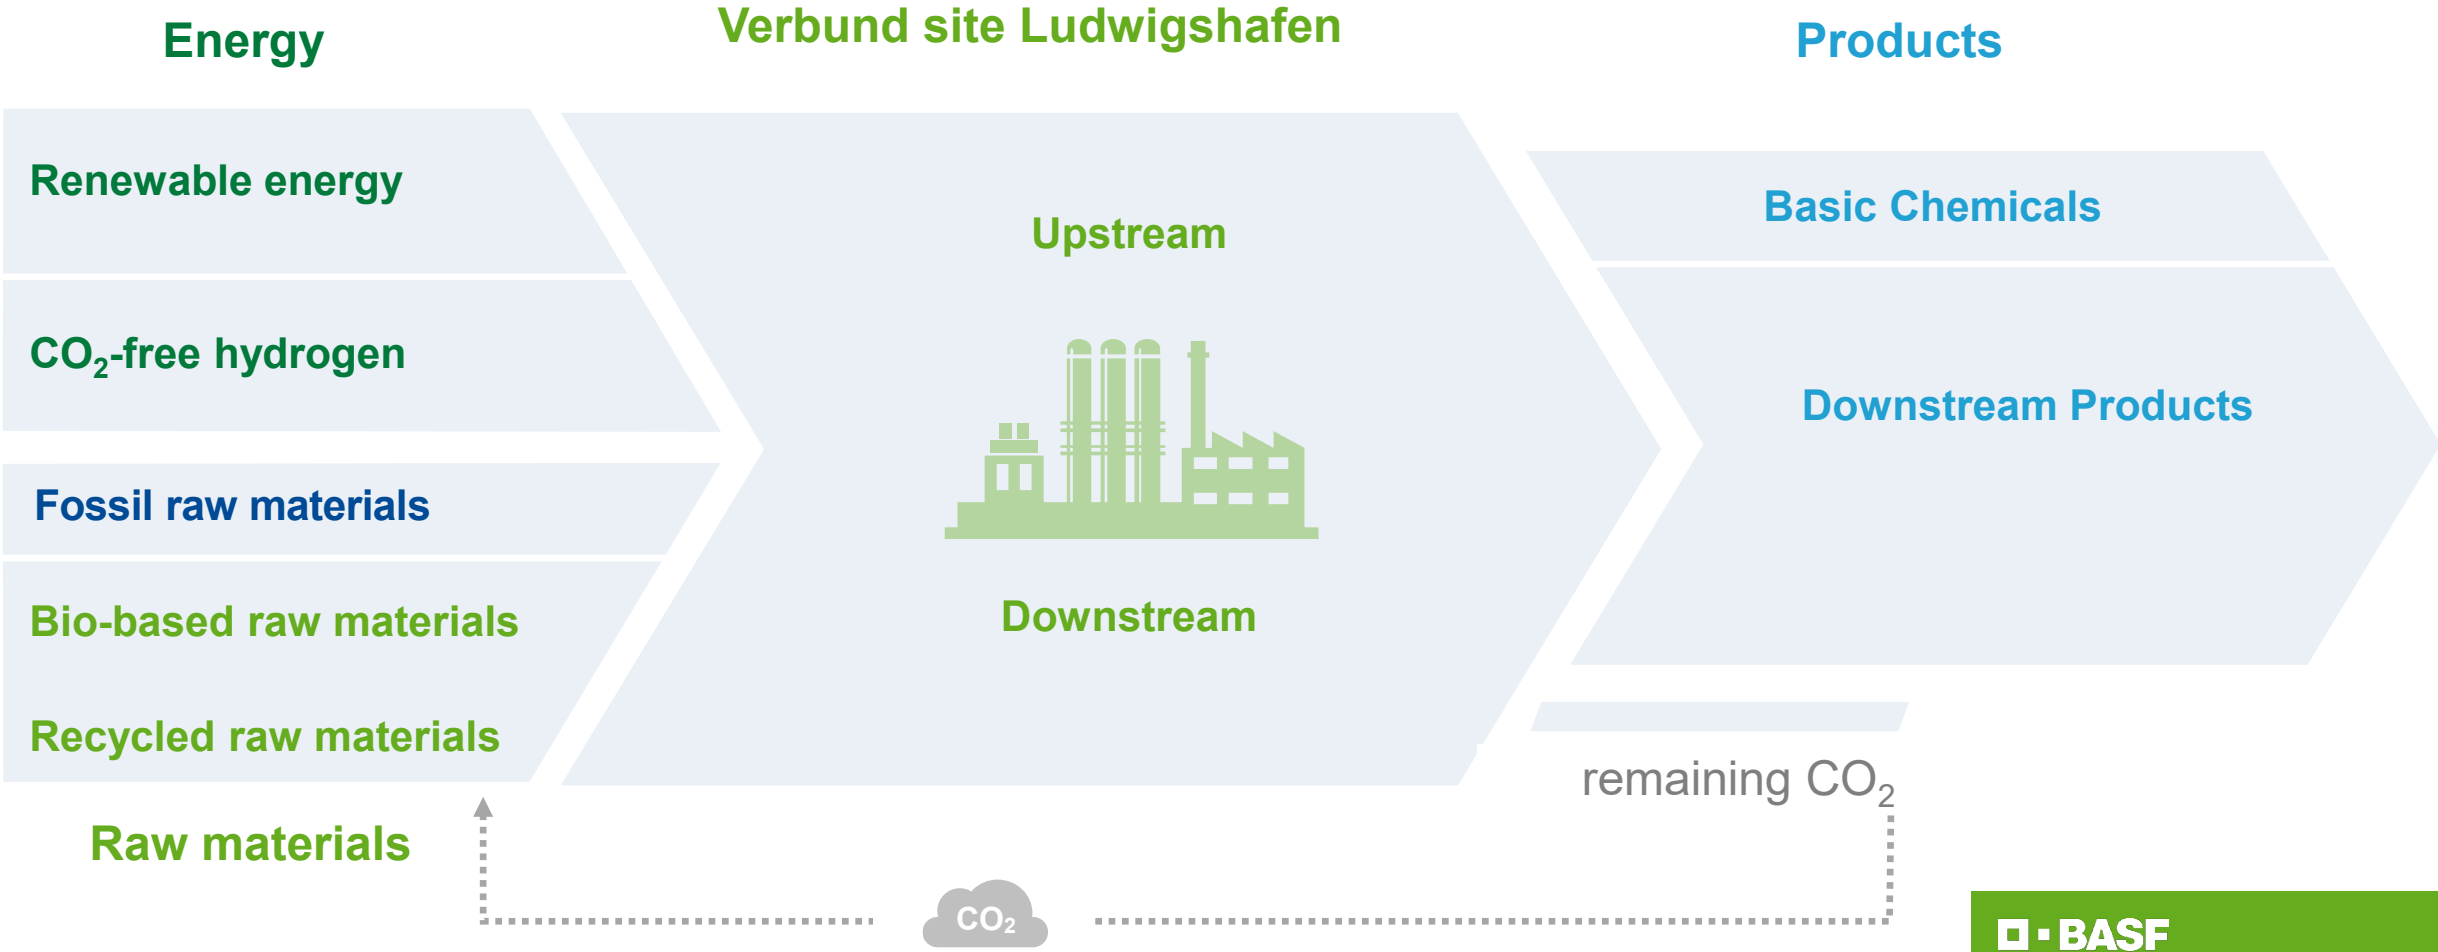 Energy
Verbund site Ludwigshafen
Products
Renewable energy
CO₂-free hydrogen
Fossil raw materials
Bio-based raw materials
Recycled raw materials
Raw materials
Upstream
Downstream
Basic Chemicals
Downstream Products
remaining CO₂
CO₂
BASF